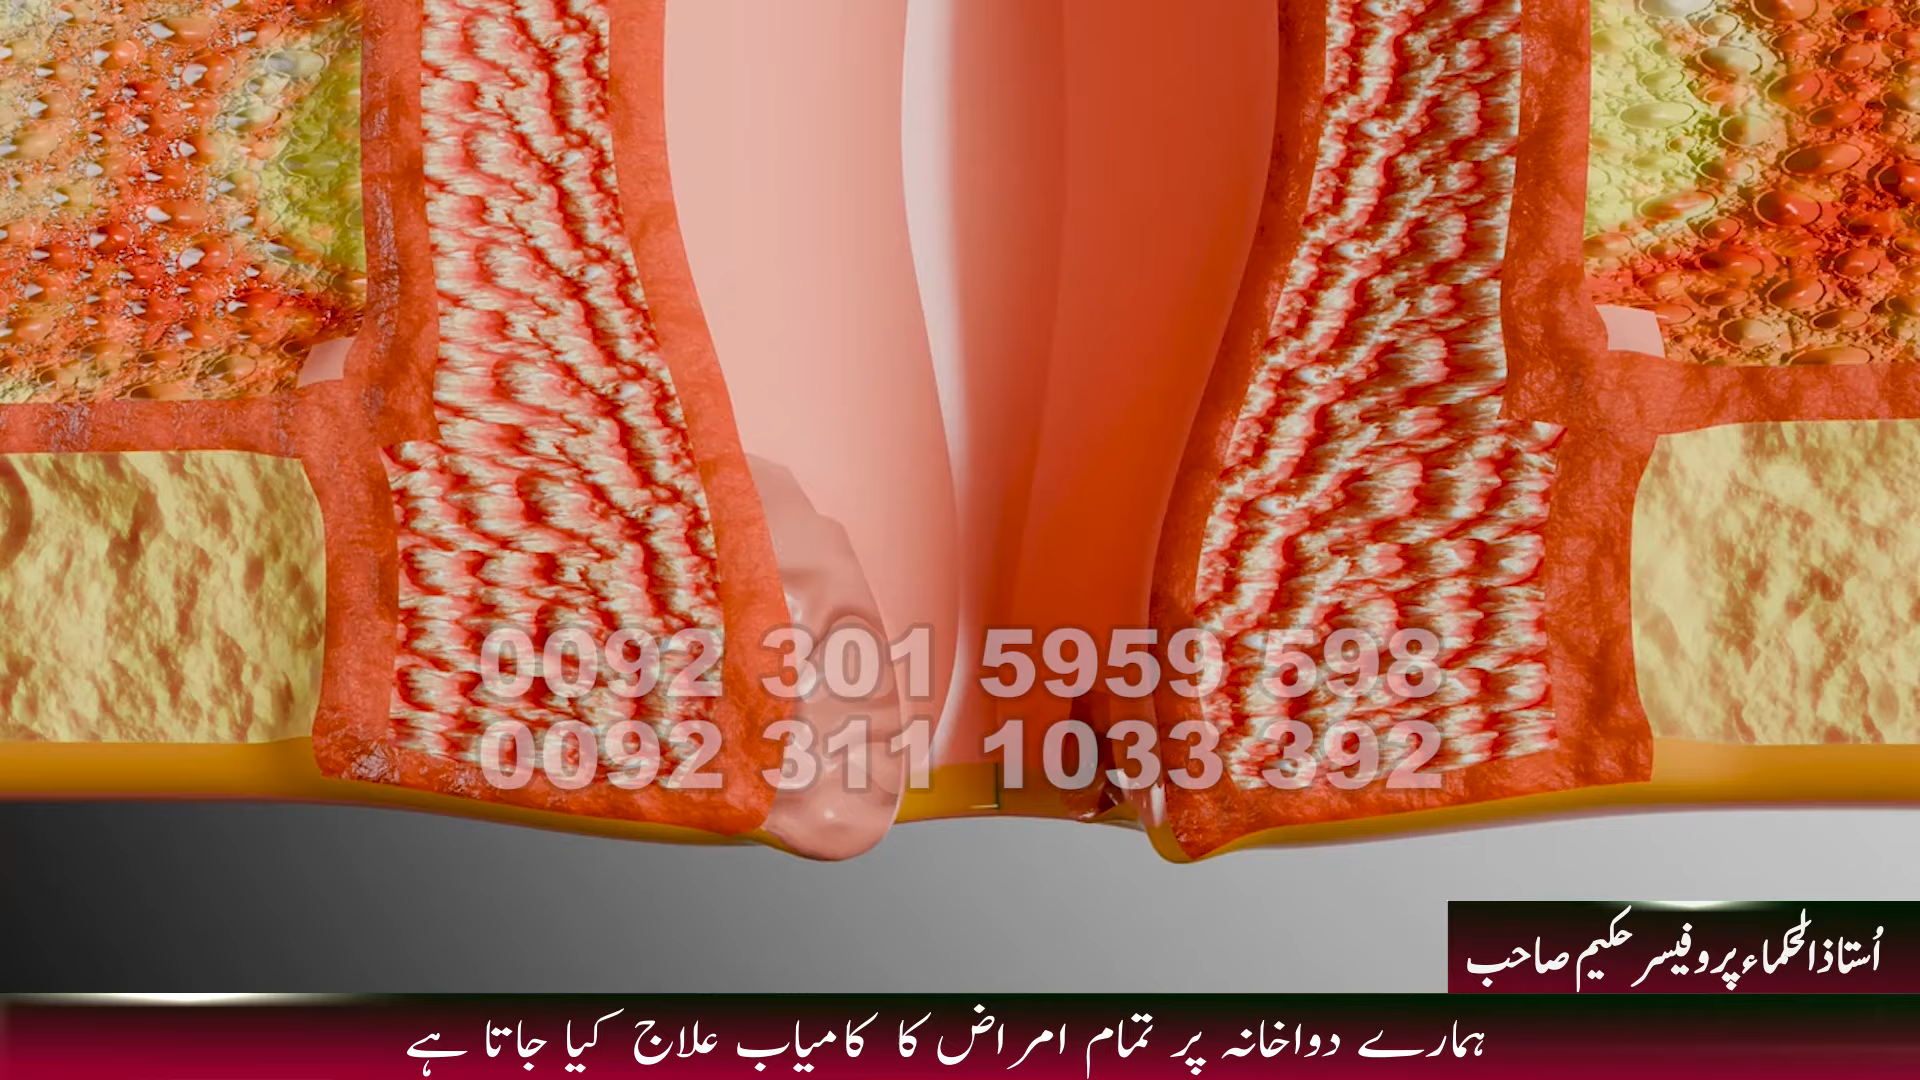 0092 301 5959 598
0092 311 1033 392
اُستاذالحکماء پروفیسر حکیم صاحب
ہمارے دواخانہ پر تمام امراض کا کامیاب علاج کیا جاتا ہے